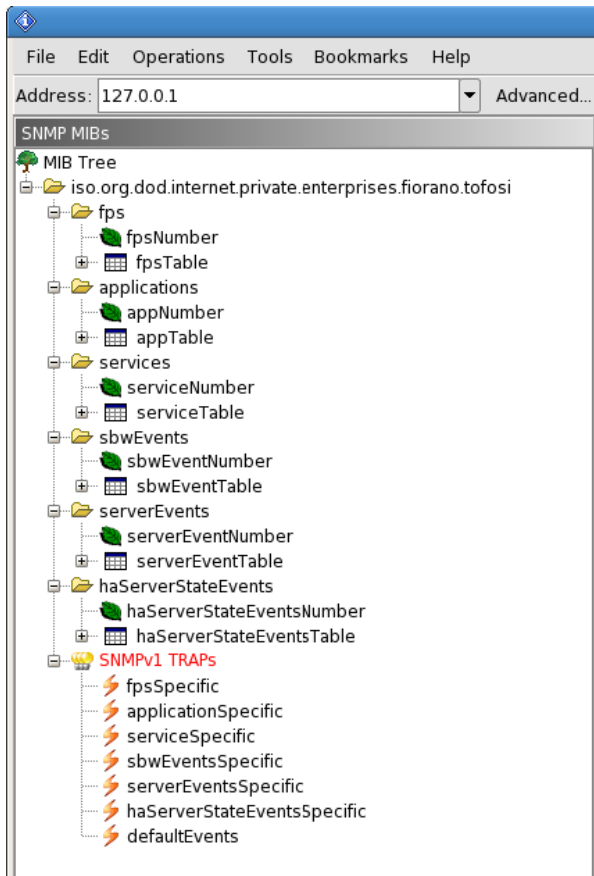 File Edit Operations Tools Bookmarks Help
Address: 127.0.0.1 Advanced...
SNMP MIBs
MIB Tree
iso.org.dod.internet.private.enterprises.fiorano.tofosi
fps
fpsNumber
fpsTable
applications
appNumber
appTable
services
serviceNumber
serviceTable
sbwEvents
sbwEventNumber
sbwEventTable
serverEvents
serverEventNumber
serverEventTable
haServerStateEvents
haServerStateEventsNumber
haServerStateEventsTable
SNMPv1 TRAPs
fpsSpecific
applicationSpecific
serviceSpecific
sbwEventsSpecific
serverEventsSpecific
haServerStateEventsSpecific
defaultEvents